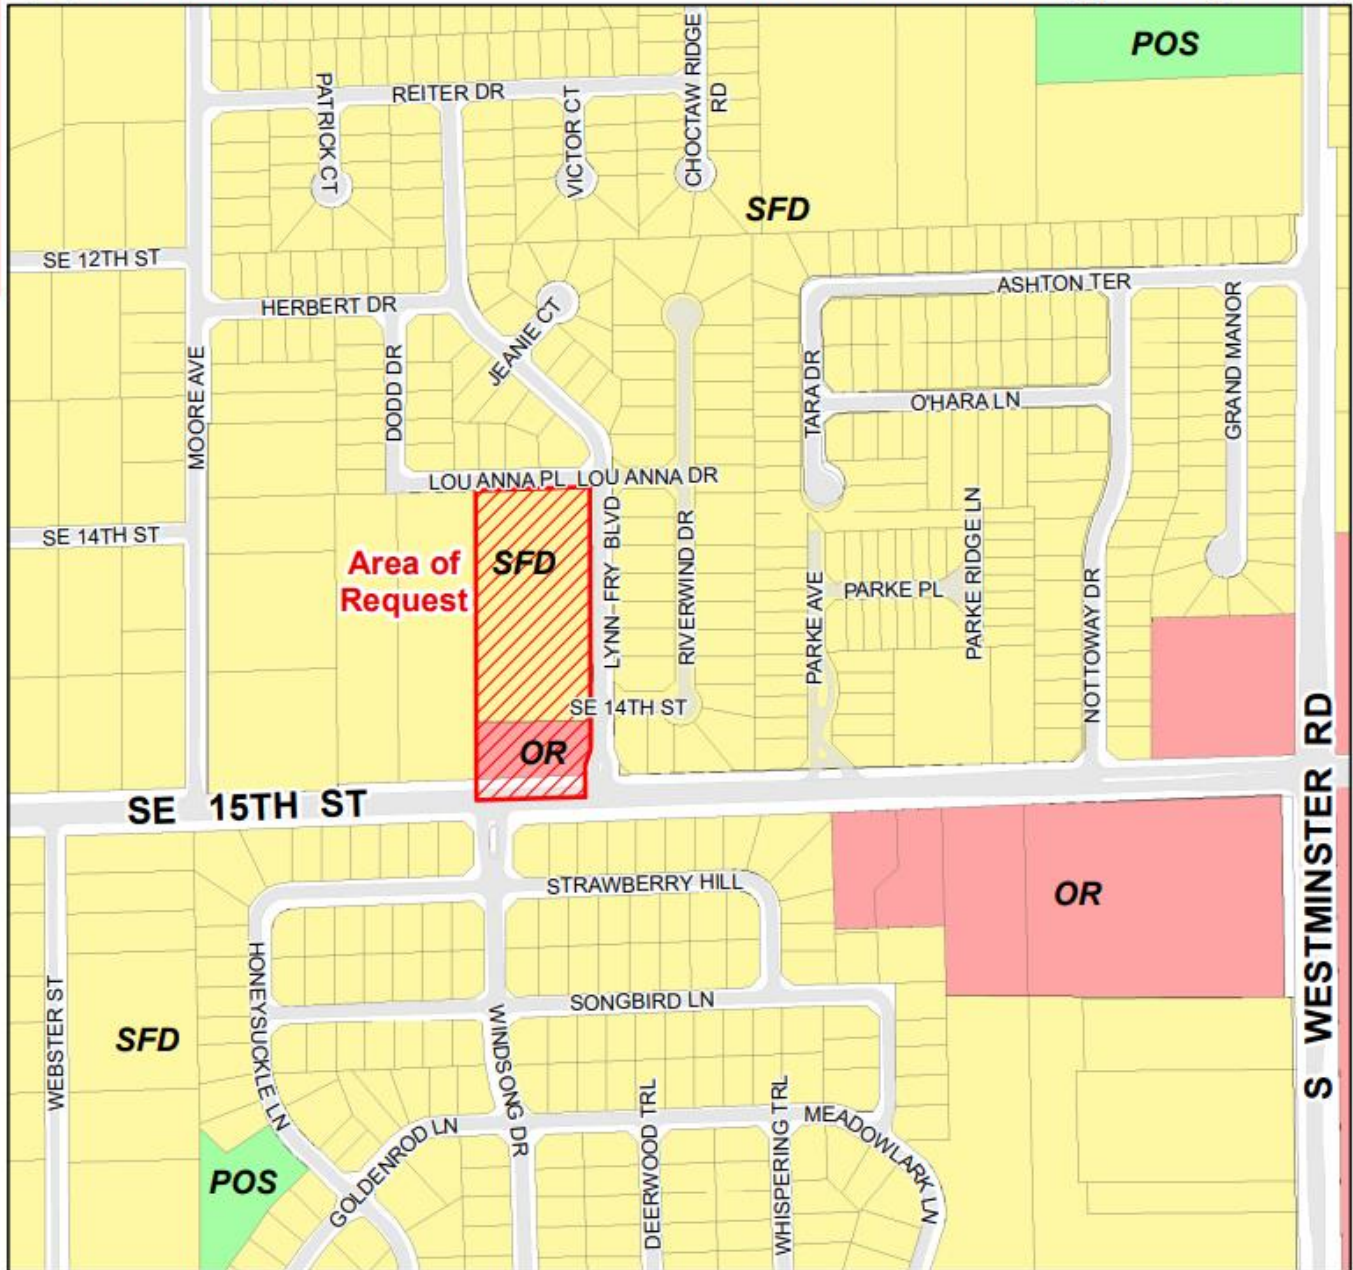 POS
PATRICK CT
REITER DR
VICTOR CT
CHOCTAW RIDGE
RD
SFD
SE 12TH ST
HERBERT DR
JEANIE CT
ASHTON TER
MOORE AVE
DODD DR
TARA DR
O'HARA LN
GRAND MANOR
LOU ANNA PL
LOU ANNA DR
SE 14TH ST
Area of
Request
SFD
LYNN FRY BLVD
RIVERWIND DR
PARKE AVE
PARKE PL
PARKE RIDGE LN
NOTTOWAY DR
SE 14TH ST
OR
SE 15TH ST
S WESTMINSTER RD
STRAWBERRY HILL
OR
HONEYSUCKLE LN
SONGBIRD LN
WEBSTER ST
SFD
WINDSONG DR
DEERWOOD TRL
WHISPERING TRL
MEADOWLARK LN
GOLDENROD LN
POS